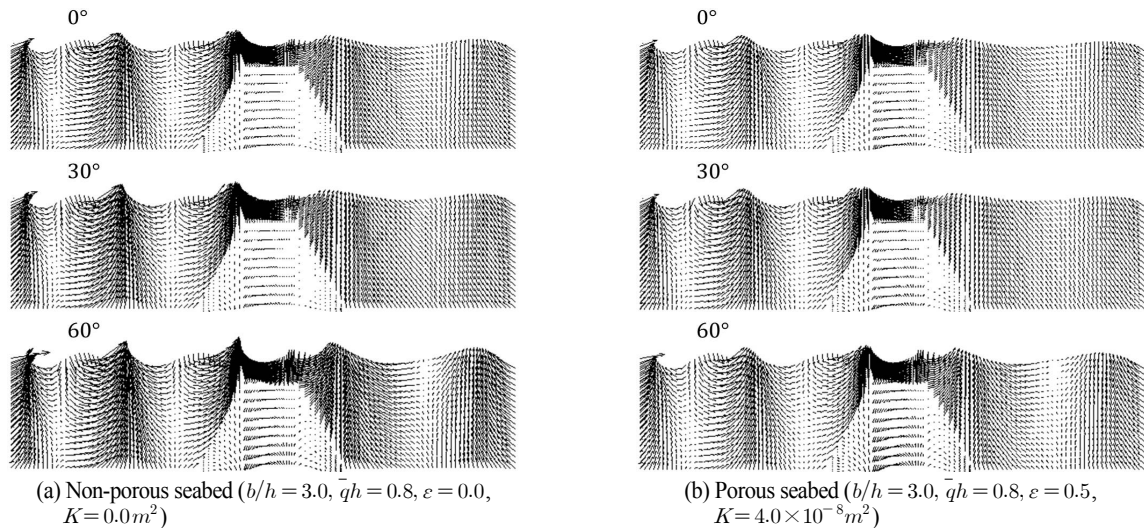 0°
0°
30°
30°
60°
60°
(a) Non-porous seabed (b/h = 3.0, q̄h = 0.8, ε = 0.0,
K = 0.0m²)
(b) Porous seabed (b/h = 3.0, q̄h = 0.8, ε = 0.5,
K = 4.0×10⁻⁸m²)